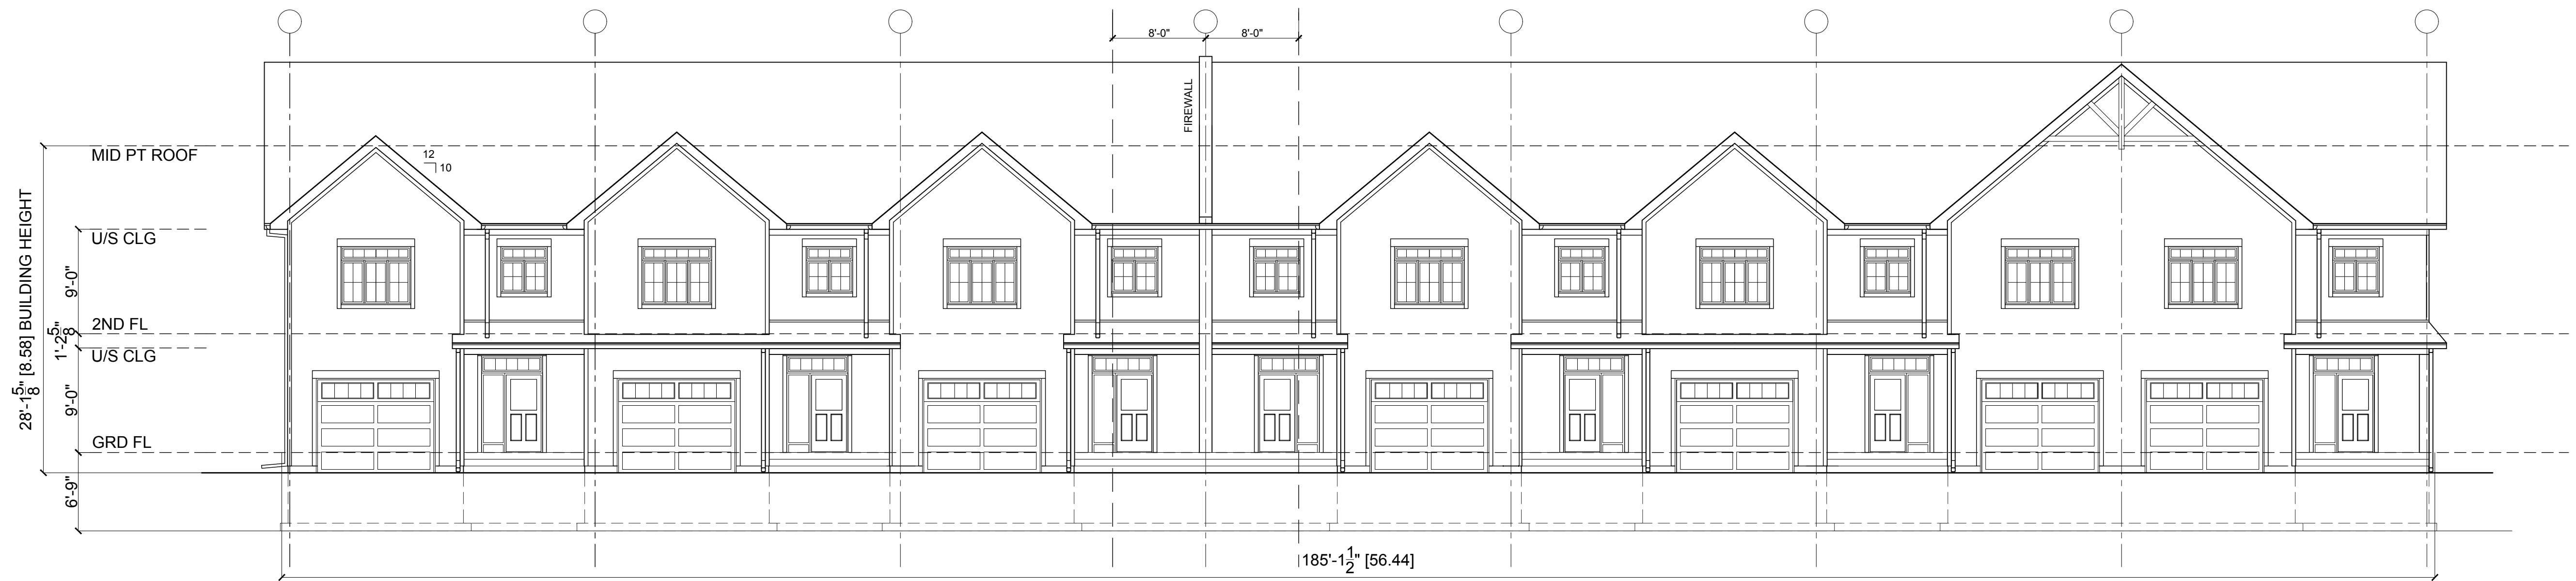 8'-0" 8'-0"
FIREWALL
MID PT ROOF
12
10
U/S CLG
9'-0"
2ND FL
1'-2 5/8"
U/S CLG
9'-0"
GRD FL
6'-9"
28'-1 5/8" [8.58] BUILDING HEIGHT
185'-1 1/2" [56.44]